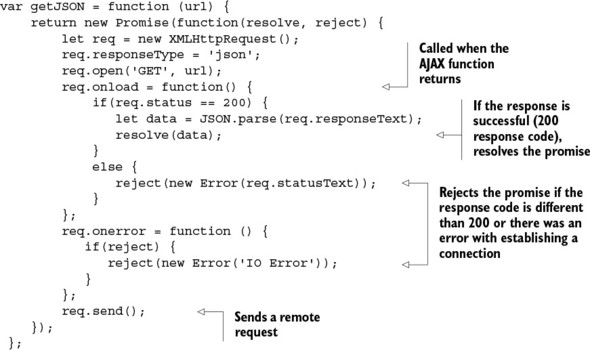 var getJSON = function (url) {
    return new Promise(function(resolve, reject) {
        let req = new XMLHttpRequest();
        req.responseType = 'json';
        req.open('GET', url);
        req.onload = function() {
            if(req.status == 200) {
                let data = JSON.parse(req.responseText);
                resolve(data);
            }
            else {
                reject(new Error(req.statusText));
            }
        };
        req.onerror = function () {
            if(reject) {
                reject(new Error('IO Error'));
            }
        };
        req.send();
    });
};
Called when the
AJAX function
returns
If the response is
successful (200
response code),
resolves the promise
Rejects the promise if the
response code is different
than 200 or there was an
error with establishing a
connection
Sends a remote
request